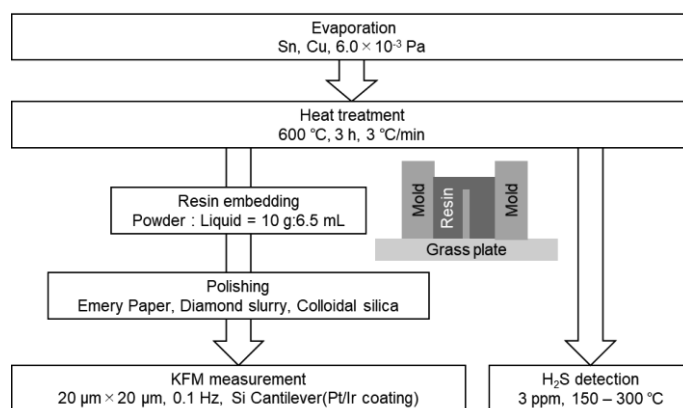 Evaporation
Sn, Cu, 6.0 × 10⁻³ Pa
Heat treatment
600 ℃, 3 h, 3 ℃/min
Resin embedding
Powder : Liquid = 10 g:6.5 mL
Mold
Resin
Mold
Grass plate
Polishing
Emery Paper, Diamond slurry, Colloidal silica
KFM measurement
20 μm × 20 μm, 0.1 Hz, Si Cantilever(Pt/Ir coating)
H₂S detection
3 ppm, 150 – 300 ℃